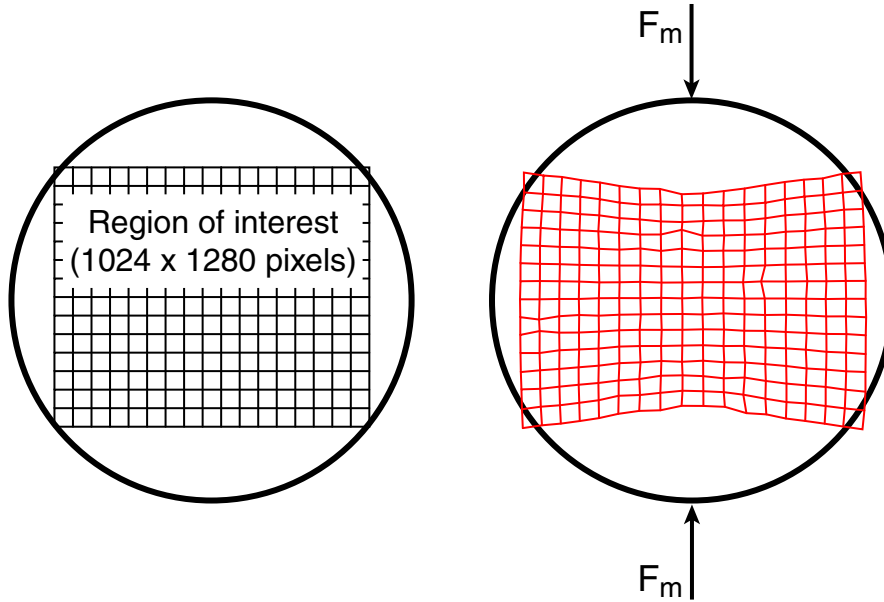 F_m
Region of interest
(1024 x 1280 pixels)
F_m